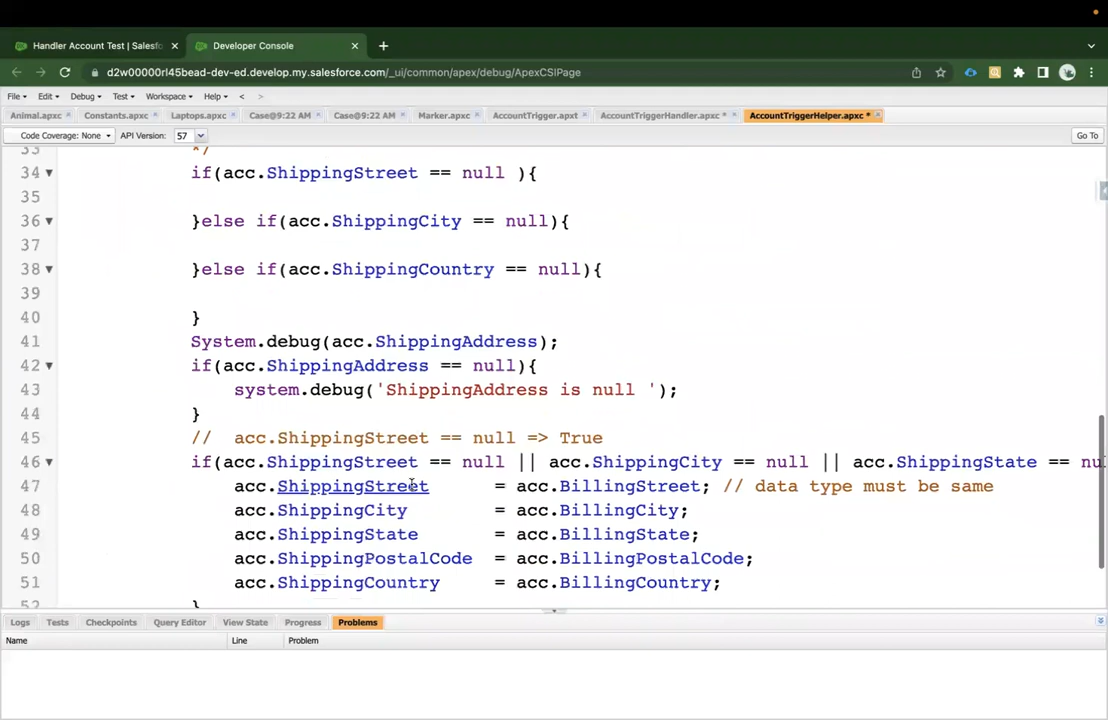 Handler Account Test | Salesfo
Developer Console
d2w00000rl45bead-dev-ed.develop.my.salesforce.com/_ui/common/apex/debug/ApexCSIPage
File Edit Debug Test Workspace Help < >
Animal.apxc Constants.apxc Laptops.apxc Case@9:22 AM Case@9:22 AM Marker.apxc AccountTrigger.apxt AccountTriggerHandler.apxc * AccountTriggerHelper.apxc *
Code Coverage: None API Version: 57 Go To
33 */
34 if(acc.ShippingStreet == null ){
35
36 }else if(acc.ShippingCity == null){
37
38 }else if(acc.ShippingCountry == null){
39
40 }
41 System.debug(acc.ShippingAddress);
42 if(acc.ShippingAddress == null){
43 system.debug('ShippingAddress is null ');
44 }
45 // acc.ShippingStreet == null => True
46 if(acc.ShippingStreet == null || acc.ShippingCity == null || acc.ShippingState == nu
47 acc.ShippingStreet = acc.BillingStreet; // data type must be same
48 acc.ShippingCity = acc.BillingCity;
49 acc.ShippingState = acc.BillingState;
50 acc.ShippingPostalCode = acc.BillingPostalCode;
51 acc.ShippingCountry = acc.BillingCountry;
52 }
Logs Tests Checkpoints Query Editor View State Progress Problems
Name Line Problem